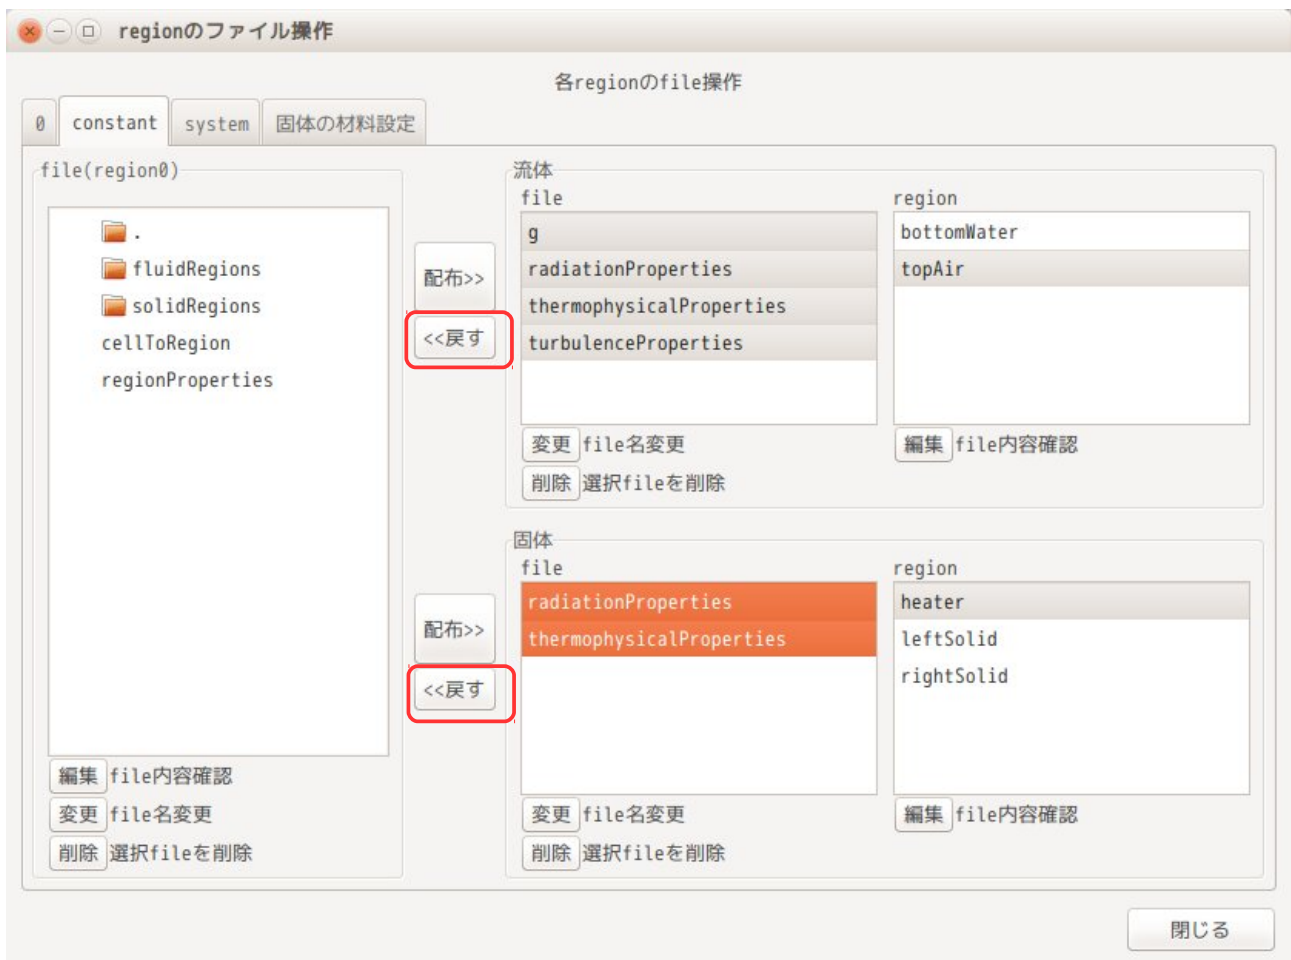 regionのファイル操作
各regionのfile操作
0 constant system 固体の材料設定
file(region0)
.
fluidRegions
solidRegions
cellToRegion
regionProperties
編集 file内容確認
変更 file名変更
削除 選択fileを削除
配布>>
<<戻す
流体
file
g
radiationProperties
thermophysicalProperties
turbulenceProperties
変更 file名変更
削除 選択fileを削除
region
bottomWater
topAir
編集 file内容確認
配布>>
<<戻す
固体
file
radiationProperties
thermophysicalProperties
変更 file名変更
削除 選択fileを削除
region
heater
leftSolid
rightSolid
編集 file内容確認
閉じる